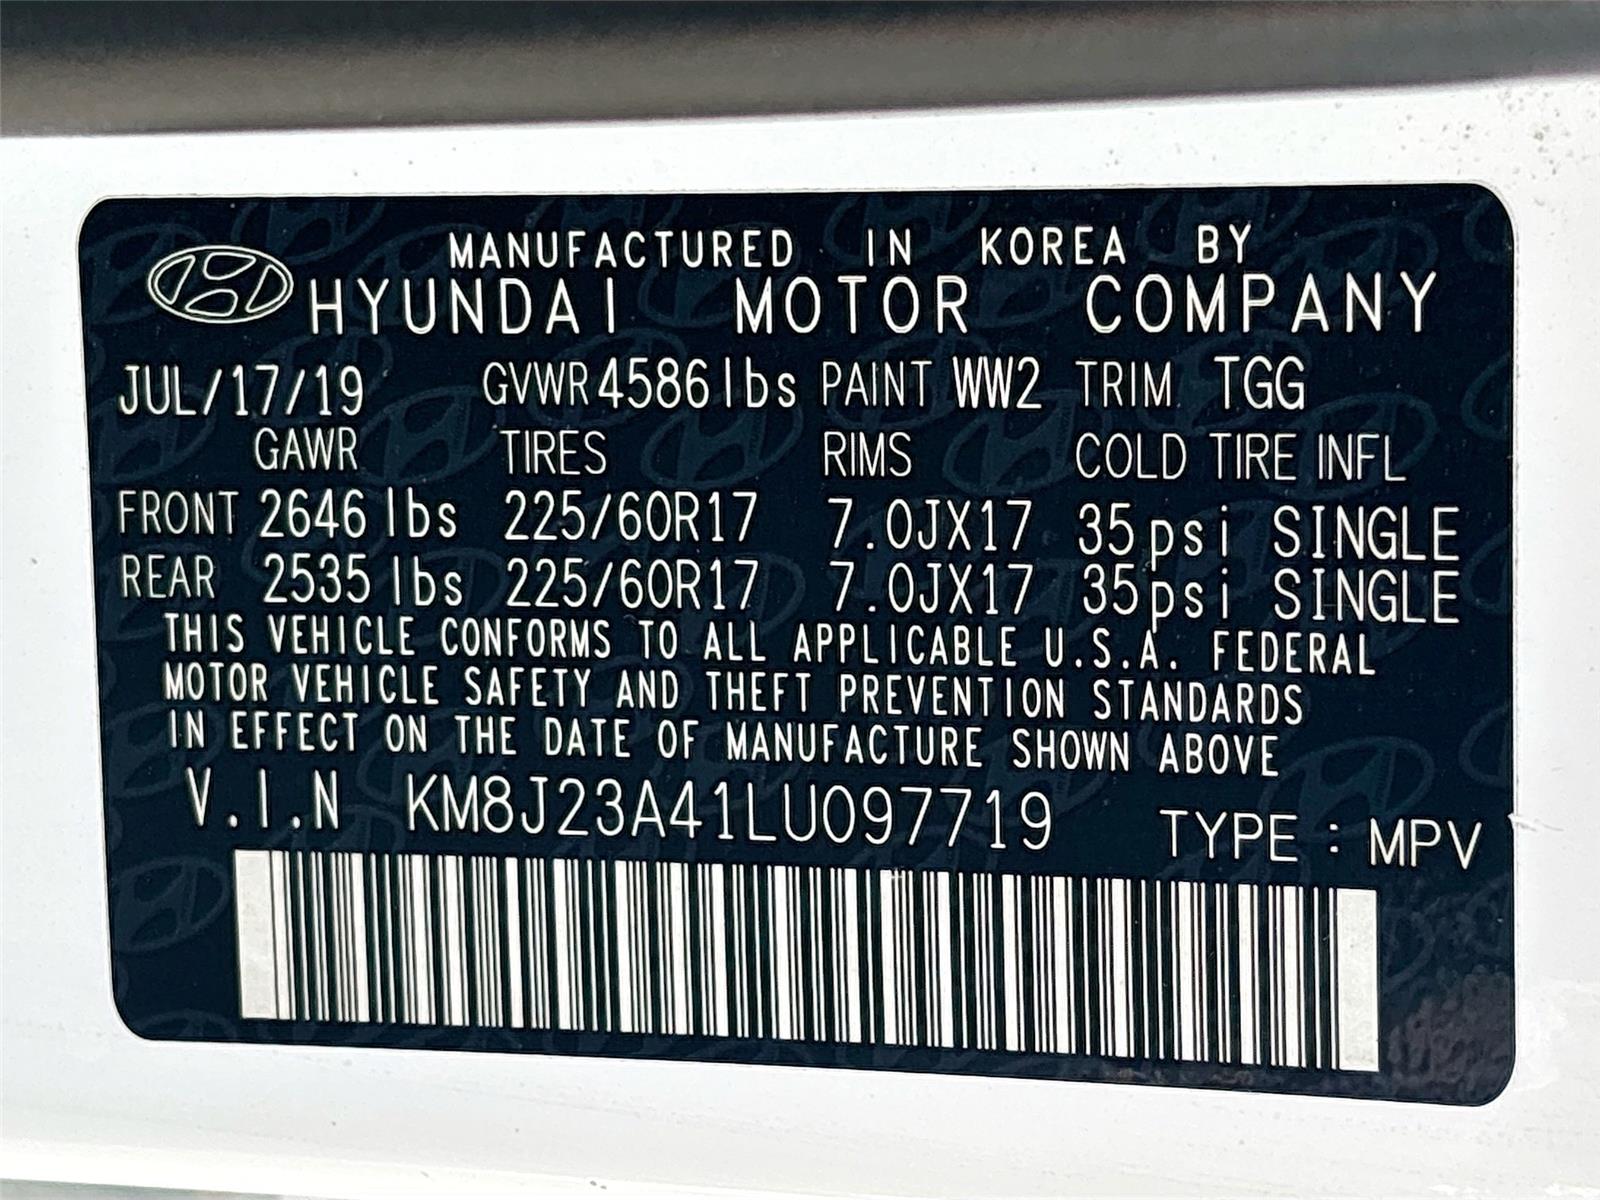 MANUFACTURED IN KOREA BY
HYUNDAI MOTOR COMPANY
JUL/17/19 GVWR 4586 lbs PAINT WW2 TRIM TGG
GAWR TIRES RIMS COLD TIRE INFL
FRONT 2646 lbs 225/60R17 7.0JX17 35psi SINGLE
REAR 2535 lbs 225/60R17 7.0JX17 35psi SINGLE
THIS VEHICLE CONFORMS TO ALL APPLICABLE U.S.A. FEDERAL
MOTOR VEHICLE SAFETY AND THEFT PREVENTION STANDARDS
IN EFFECT ON THE DATE OF MANUFACTURE SHOWN ABOVE
V.I.N KM8J23A41LU097719 TYPE : MPV